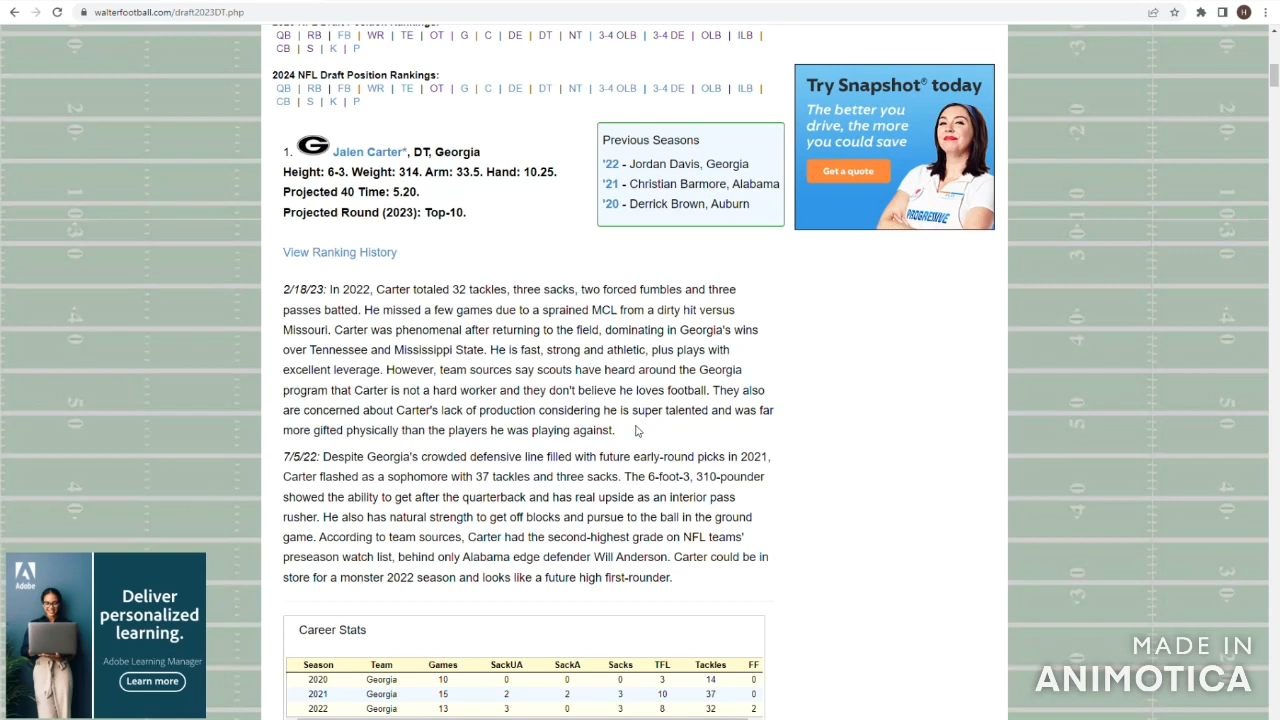 walterfootball.com/draft2023DT.php
H
QB | RB | FB | WR | TE | OT | G | C | DE | DT | NT | 3-4 OLB | 3-4 DE | OLB | ILB |
CB | S | K | P
2024 NFL Draft Position Rankings:
QB | RB | FB | WR | TE | OT | G | C | DE | DT | NT | 3-4 OLB | 3-4 DE | OLB | ILB |
CB | S | K | P
1. G Jalen Carter*, DT, Georgia
Height: 6-3. Weight: 314. Arm: 33.5. Hand: 10.25.
Projected 40 Time: 5.20.
Projected Round (2023): Top-10.
Previous Seasons
'22 - Jordan Davis, Georgia
'21 - Christian Barmore, Alabama
'20 - Derrick Brown, Auburn
Try Snapshot® today
The better you
drive, the more
you could save
Get a quote
PROGRESSIVE
View Ranking History
2/18/23: In 2022, Carter totaled 32 tackles, three sacks, two forced fumbles and three
passes batted. He missed a few games due to a sprained MCL from a dirty hit versus
Missouri. Carter was phenomenal after returning to the field, dominating in Georgia's wins
over Tennessee and Mississippi State. He is fast, strong and athletic, plus plays with
excellent leverage. However, team sources say scouts have heard around the Georgia
program that Carter is not a hard worker and they don't believe he loves football. They also
are concerned about Carter's lack of production considering he is super talented and was far
more gifted physically than the players he was playing against.
7/5/22: Despite Georgia's crowded defensive line filled with future early-round picks in 2021,
Carter flashed as a sophomore with 37 tackles and three sacks. The 6-foot-3, 310-pounder
showed the ability to get after the quarterback and has real upside as an interior pass
rusher. He also has natural strength to get off blocks and pursue to the ball in the ground
game. According to team sources, Carter had the second-highest grade on NFL teams'
preseason watch list, behind only Alabama edge defender Will Anderson. Carter could be in
store for a monster 2022 season and looks like a future high first-rounder.
Career Stats
Season Team Games SackUA SackA Sacks TFL Tackles FF
2020 Georgia 10 0 0 0 3 14 0
2021 Georgia 15 2 2 3 10 37 0
2022 Georgia 13 3 0 3 8 32 2
Adobe
Deliver
personalized
learning.
Adobe Learning Manager
Learn more
MADE IN
ANIMOTICA